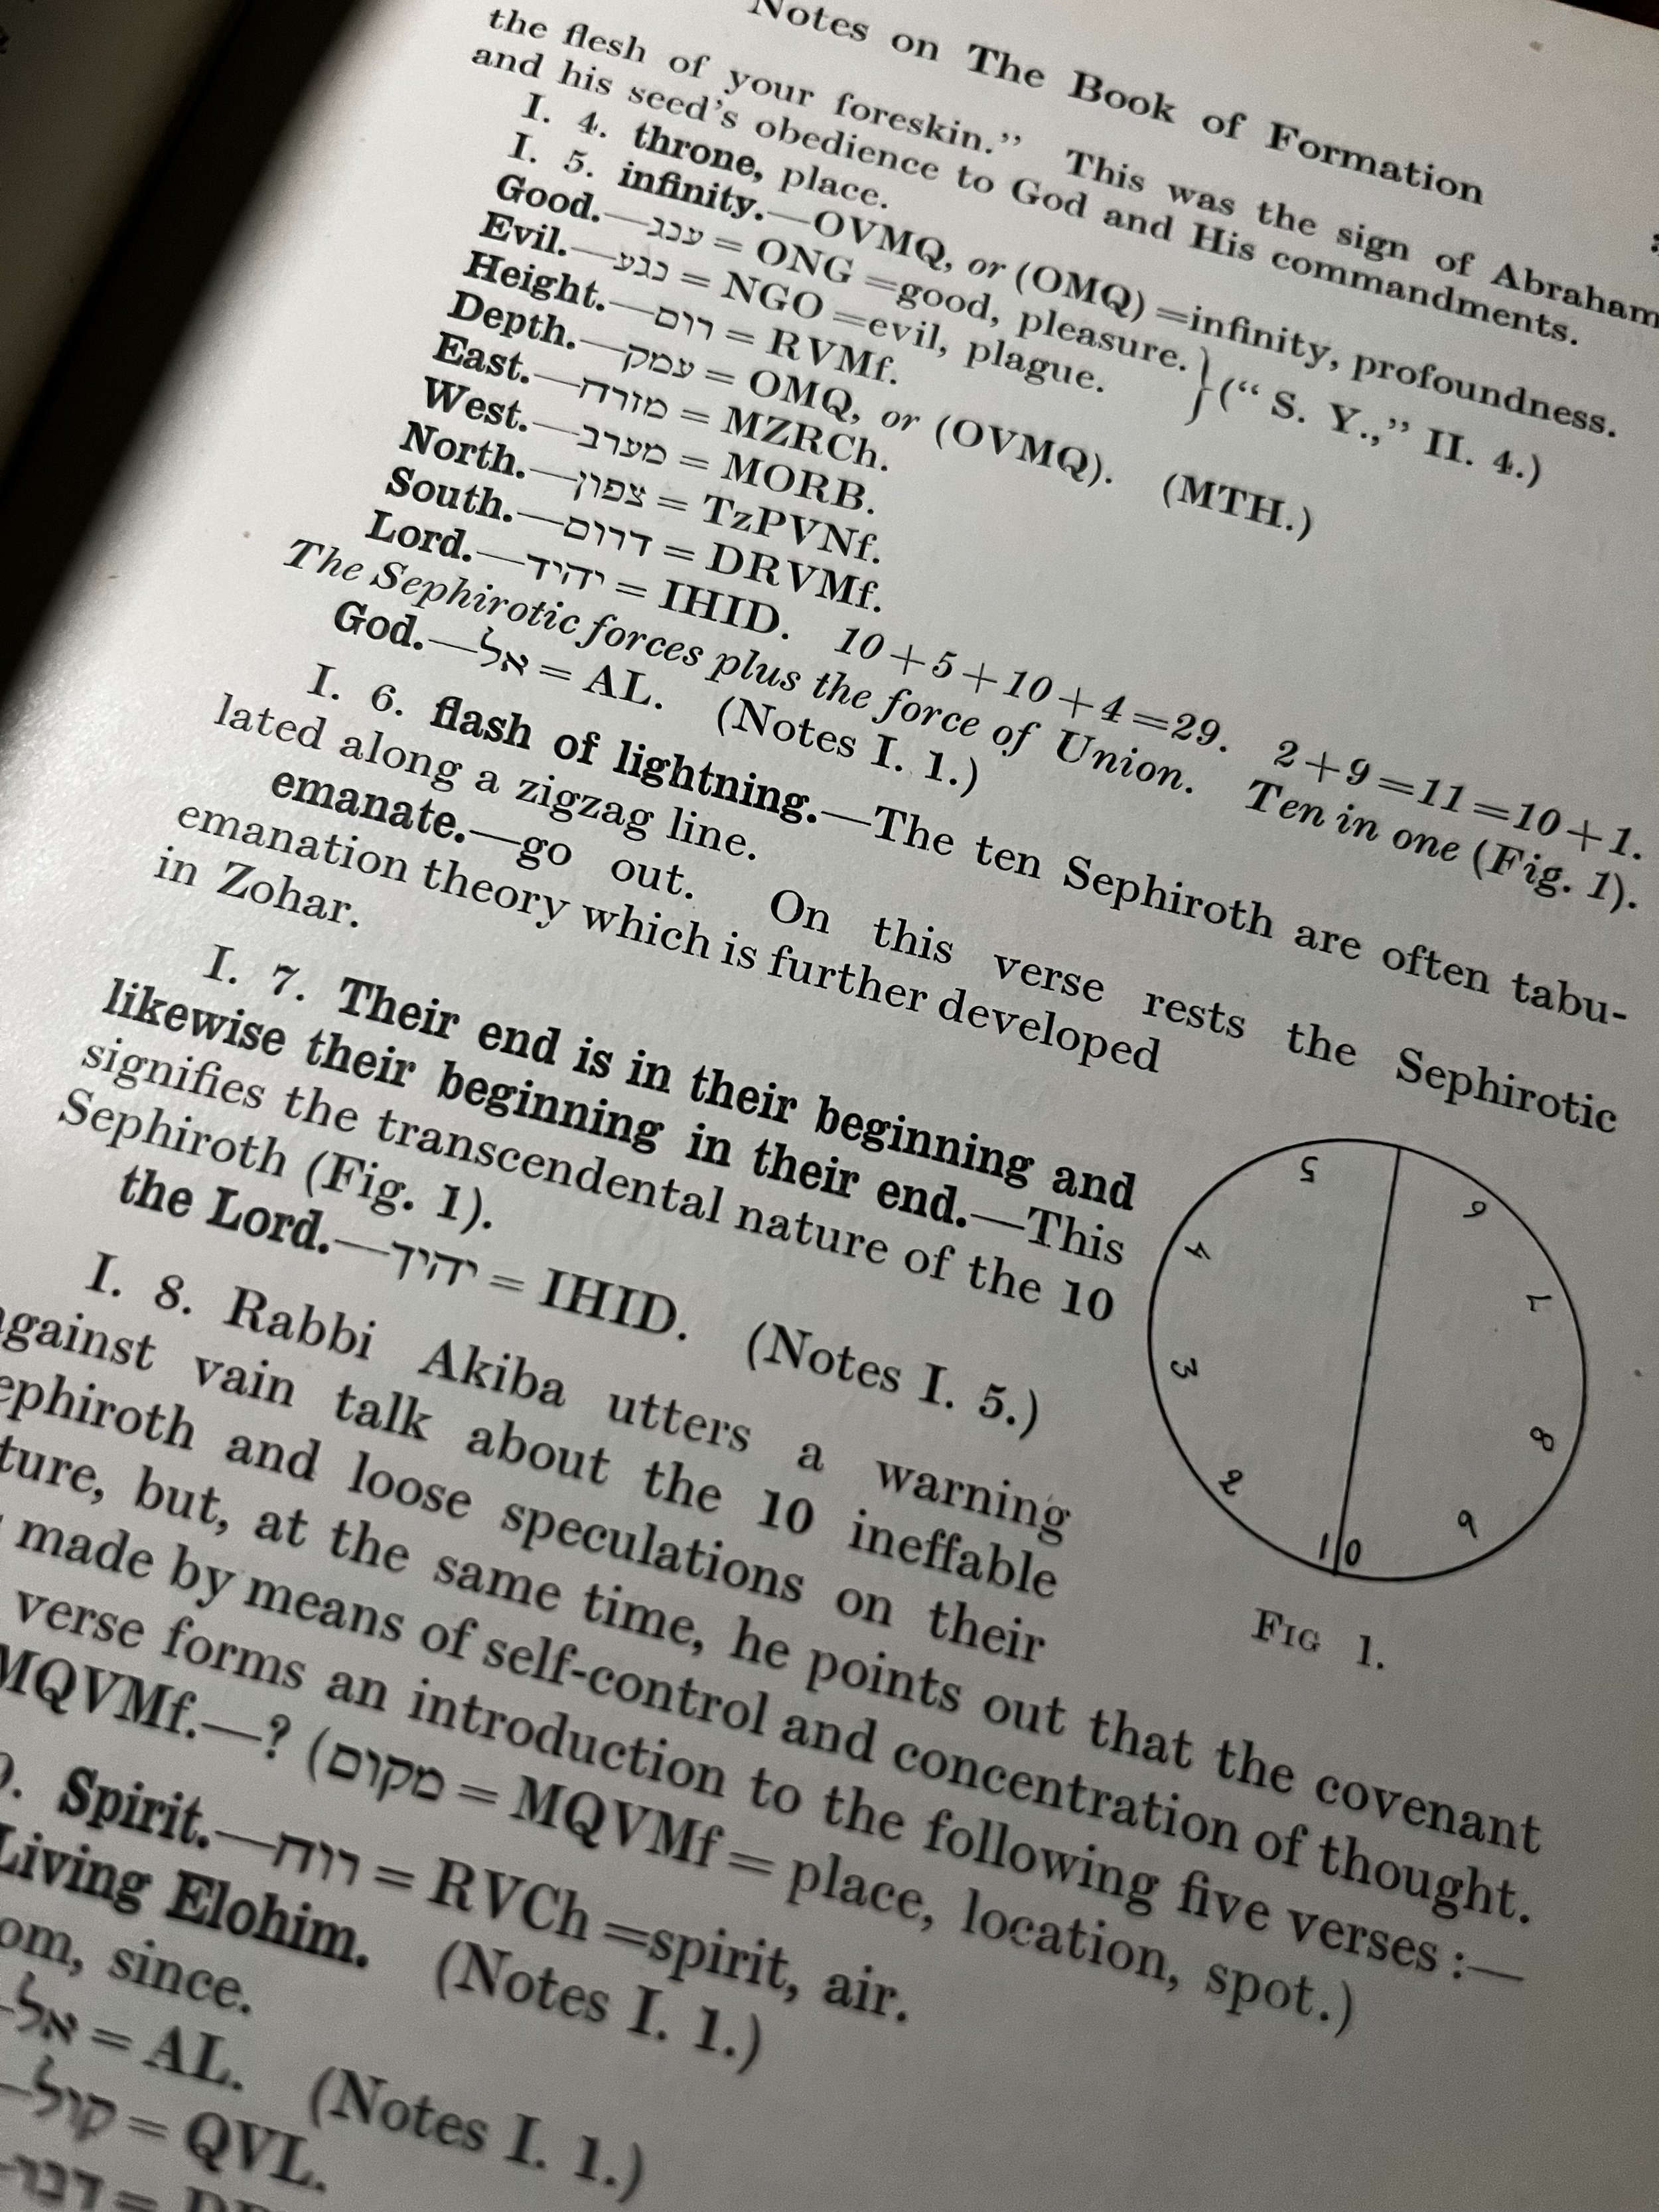 Notes on The Book of Formation
the flesh of your foreskin.” This was the sign of Abraham
and his seed’s obedience to God and His commandments.
I. 4. throne, place.
I. 5. infinity.—OVMQ, or (OMQ) =infinity, profoundness.
Good.—ענג = ONG =good, pleasure. } (“ S. Y.,” II. 4.)
Evil.—נגע = NGO =evil, plague.
Height.—רום = RVMf.
Depth.—עמק = OMQ, or (OVMQ). (MTH.)
East.—מזרח = MZRCh.
West.—מערב = MORB.
North.—צפון = TzPVNf.
South.—דרום = DRVMf.
Lord.—יהיד = IHID. 10+5+10+4=29. 2+9=11=10+1.
The Sephirotic forces plus the force of Union. Ten in one (Fig. 1).
God.—אל = AL. (Notes I. 1.)
I. 6. flash of lightning.—The ten Sephiroth are often tabu-
lated along a zigzag line.
emanate.—go out. On this verse rests the Sephirotic
emanation theory which is further developed
in Zohar.
I. 7. Their end is in their beginning and
likewise their beginning in their end.—This
signifies the transcendental nature of the 10
Sephiroth (Fig. 1).
the Lord.—יהיד = IHID. (Notes I. 5.)
I. 8. Rabbi Akiba utters a warning
against vain talk about the 10 ineffable
ephiroth and loose speculations on their
ture, but, at the same time, he points out that the covenant
made by means of self-control and concentration of thought.
verse forms an introduction to the following five verses :—
MQVMf.—? (מקום = MQVMf = place, location, spot.)
9. Spirit.—רוח = RVCh =spirit, air.
Living Elohim. (Notes I. 1.)
om, since.
—אל = AL. (Notes I. 1.)
—קול = QVL.
—דבר =
5
6
4
7
3
8
2
9
1 0
Fig 1.